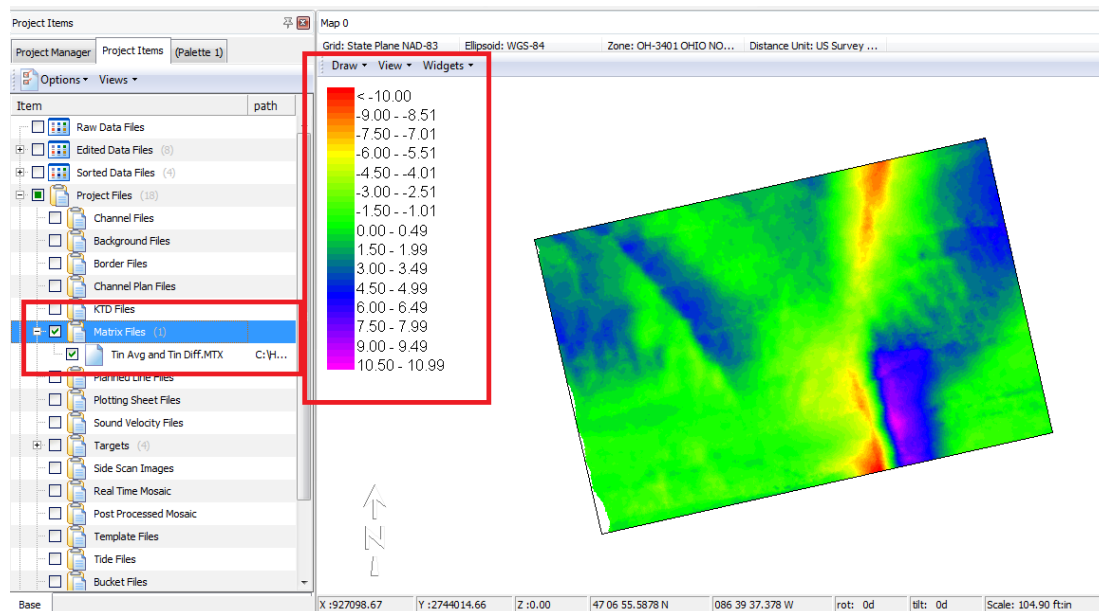 Project Items
Project Manager Project Items (Palette 1)
Options Views
Item path
Raw Data Files
Edited Data Files (8)
Sorted Data Files (4)
Project Files (18)
Channel Files
Background Files
Border Files
Channel Plan Files
KTD Files
Matrix Files (1)
Tin Avg and Tin Diff.MTX C:\H...
Planned Line Files
Plotting Sheet Files
Sound Velocity Files
Targets (4)
Side Scan Images
Real Time Mosaic
Post Processed Mosaic
Template Files
Tide Files
Bucket Files
Base
Map 0
Grid: State Plane NAD-83 Ellipsoid: WGS-84 Zone: OH-3401 OHIO NO... Distance Unit: US Survey ...
Draw View Widgets
< -10.00
-9.00 - -8.51
-7.50 - -7.01
-6.00 - -5.51
-4.50 - -4.01
-3.00 - -2.51
-1.50 - -1.01
0.00 - 0.49
1.50 - 1.99
3.00 - 3.49
4.50 - 4.99
6.00 - 6.49
7.50 - 7.99
9.00 - 9.49
10.50 - 10.99
N
X :927098.67 Y :2744014.66 Z :0.00 47 06 55.5878 N 086 39 37.378 W rot: 0d tilt: 0d Scale: 104.90 ft:in